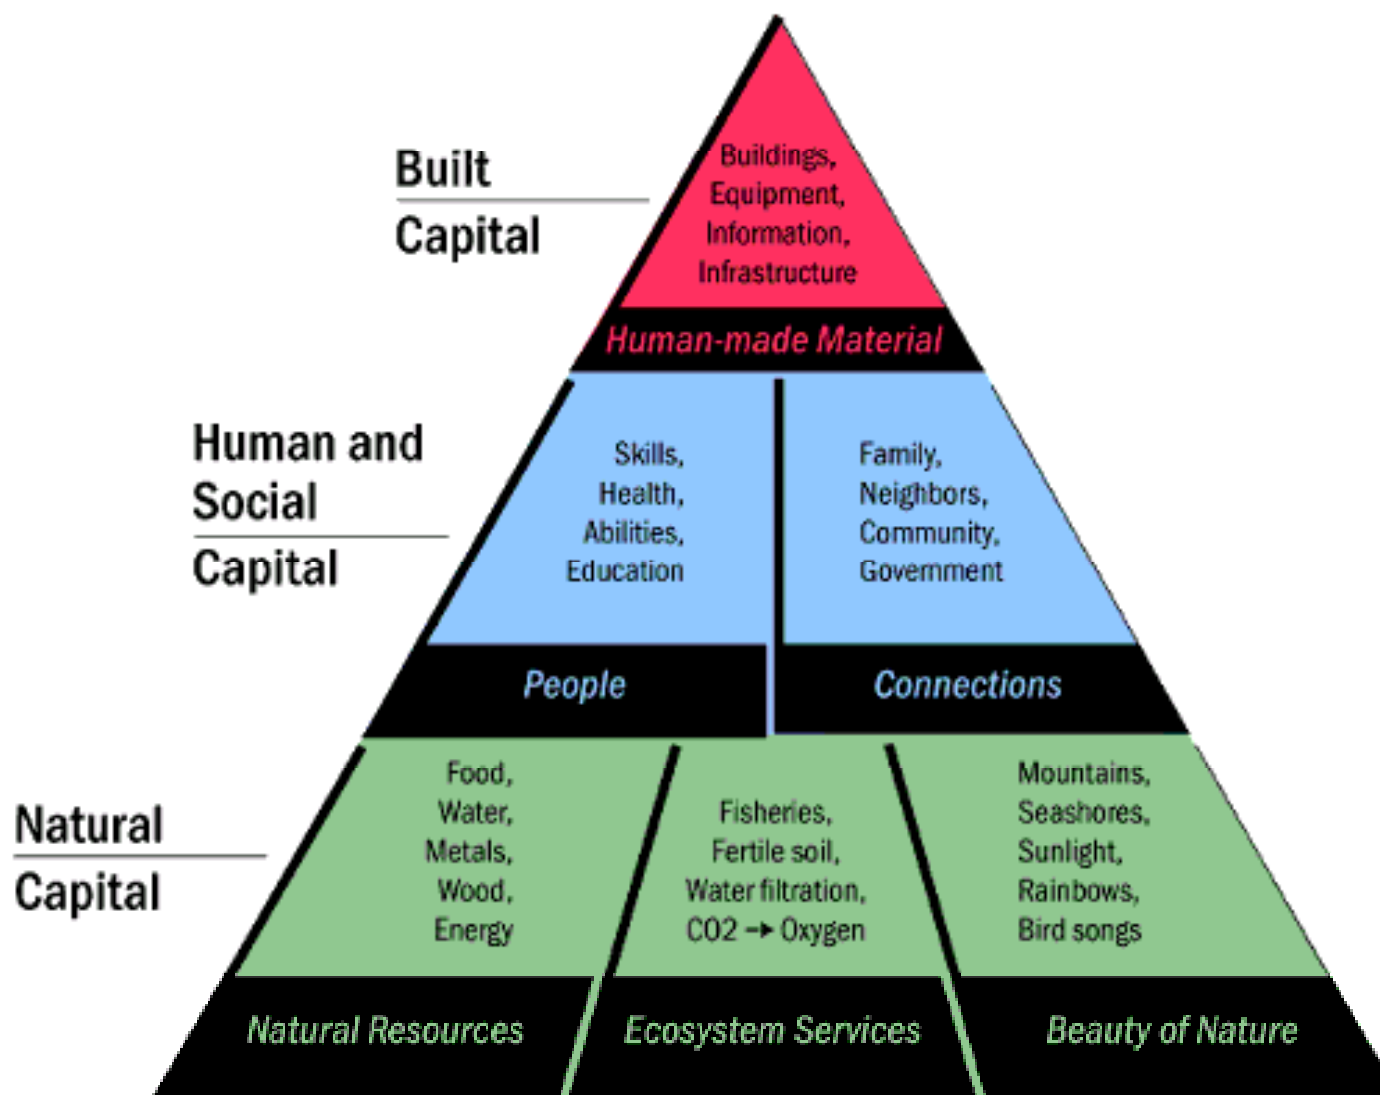 Built
Capital
Buildings,
Equipment,
Information,
Infrastructure
Human-made Material
Human and
Social
Capital
Skills,
Health,
Abilities,
Education
People
Family,
Neighbors,
Community,
Government
Connections
Natural
Capital
Food,
Water,
Metals,
Wood,
Energy
Natural Resources
Fisheries,
Fertile soil,
Water filtration,
CO2 → Oxygen
Ecosystem Services
Mountains,
Seashores,
Sunlight,
Rainbows,
Bird songs
Beauty of Nature